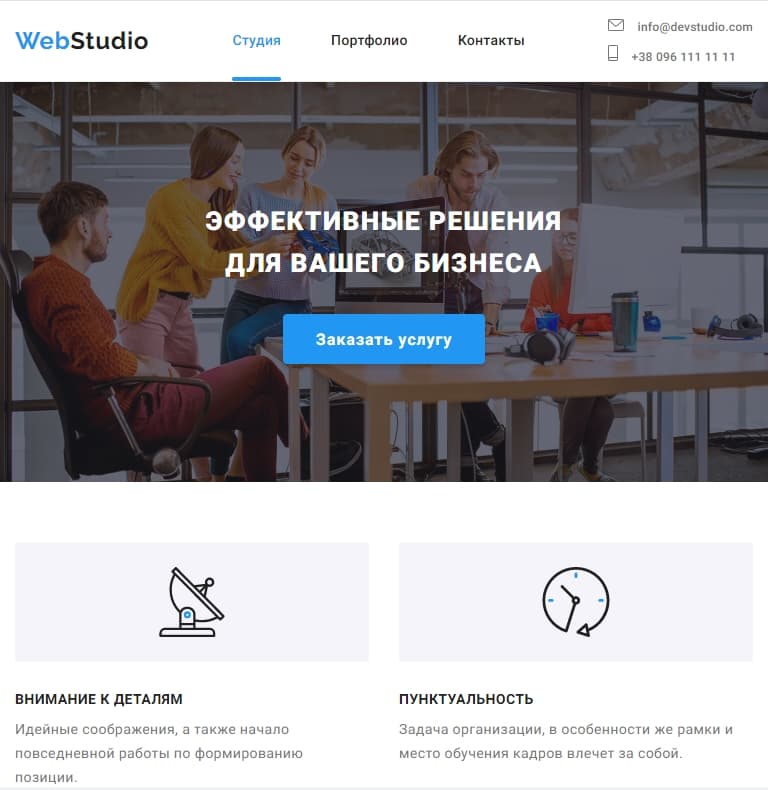 WebStudio
Студия
Портфолио
Контакты
info@devstudio.com
+38 096 111 11 11
ЭФФЕКТИВНЫЕ РЕШЕНИЯ
ДЛЯ ВАШЕГО БИЗНЕСА
Заказать услугу
ВНИМАНИЕ К ДЕТАЛЯМ
Идейные соображения, а также начало
повседневной работы по формированию
позиции.
ПУНКТУАЛЬНОСТЬ
Задача организации, в особенности же рамки и
место обучения кадров влечет за собой.